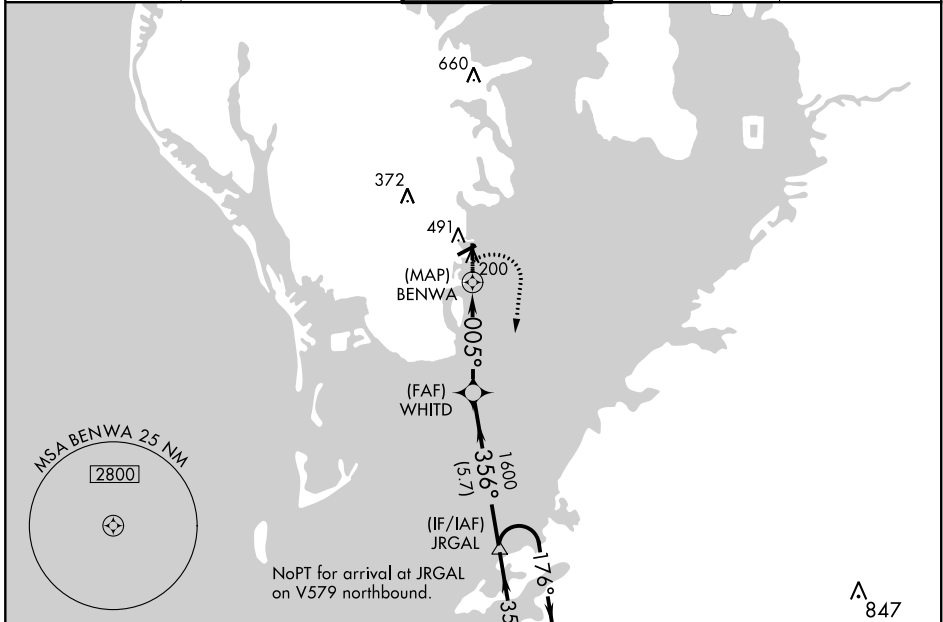 660
372
491
200
(MAP)
BENWA
005°
(FAF)
WHITD
MSA BENWA 25 NM
2800
1600
356°
(5.7)
(IF/IAF)
JRGAL
176°
NoPT for arrival at JRGAL
on V579 northbound.
847